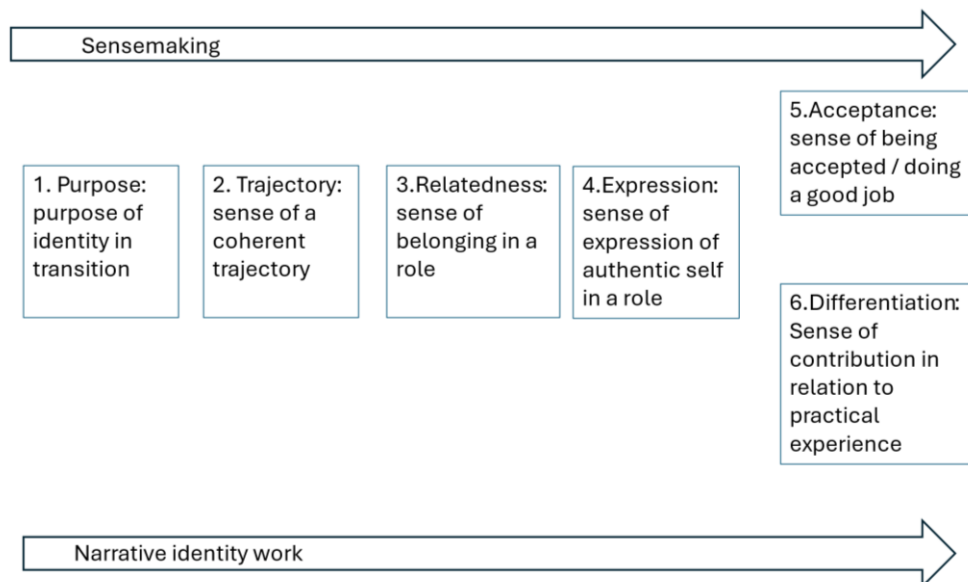 Sensemaking
1. Purpose:
purpose of
identity in
transition
2. Trajectory:
sense of a
coherent
trajectory
3.Relatedness:
sense of
belonging in a
role
4.Expression:
sense of
expression of
authentic self
in a role
5.Acceptance:
sense of being
accepted / doing
a good job
6.Differentiation:
Sense of
contribution in
relation to
practical
experience
Narrative identity work